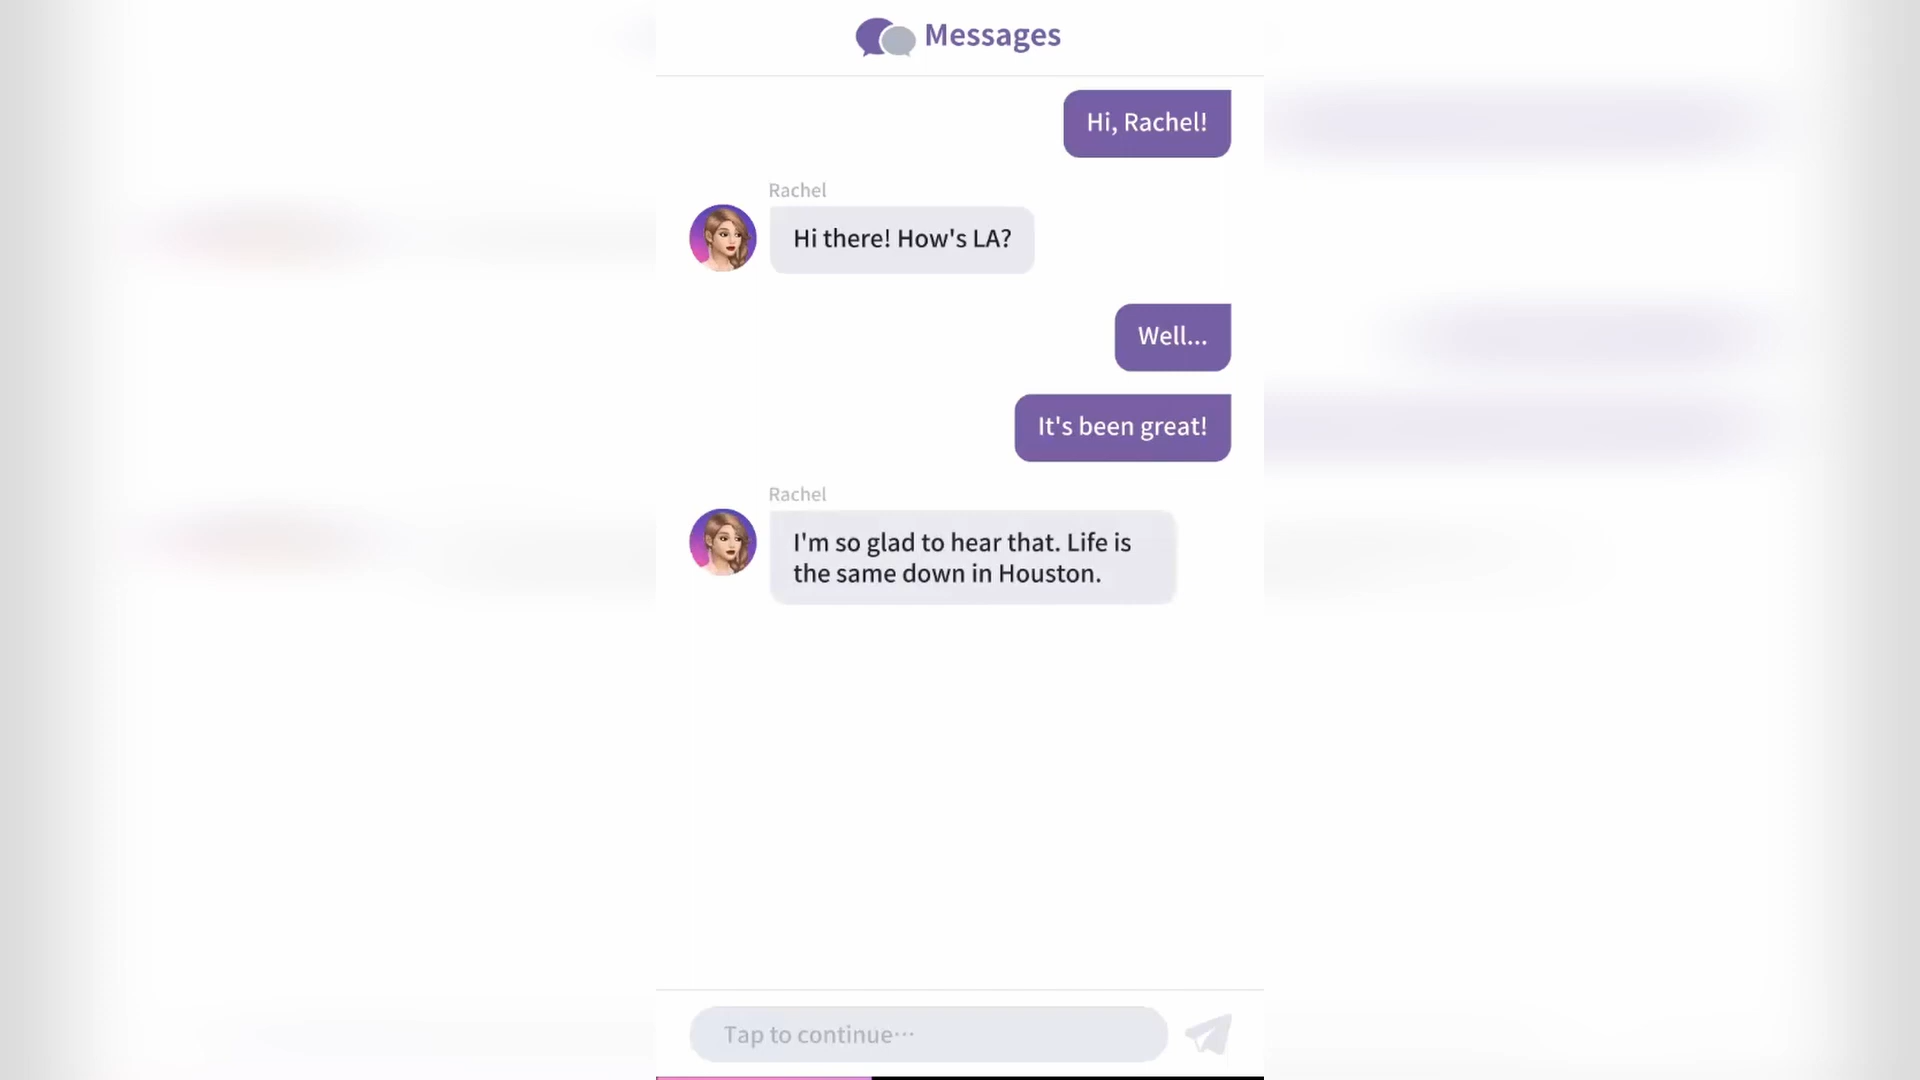 Messages
Hi, Rachel!
Rachel
Hi there! How's LA?
Well...
It's been great!
Rachel
I'm so glad to hear that. Life is
the same down in Houston.
Tap to continue…